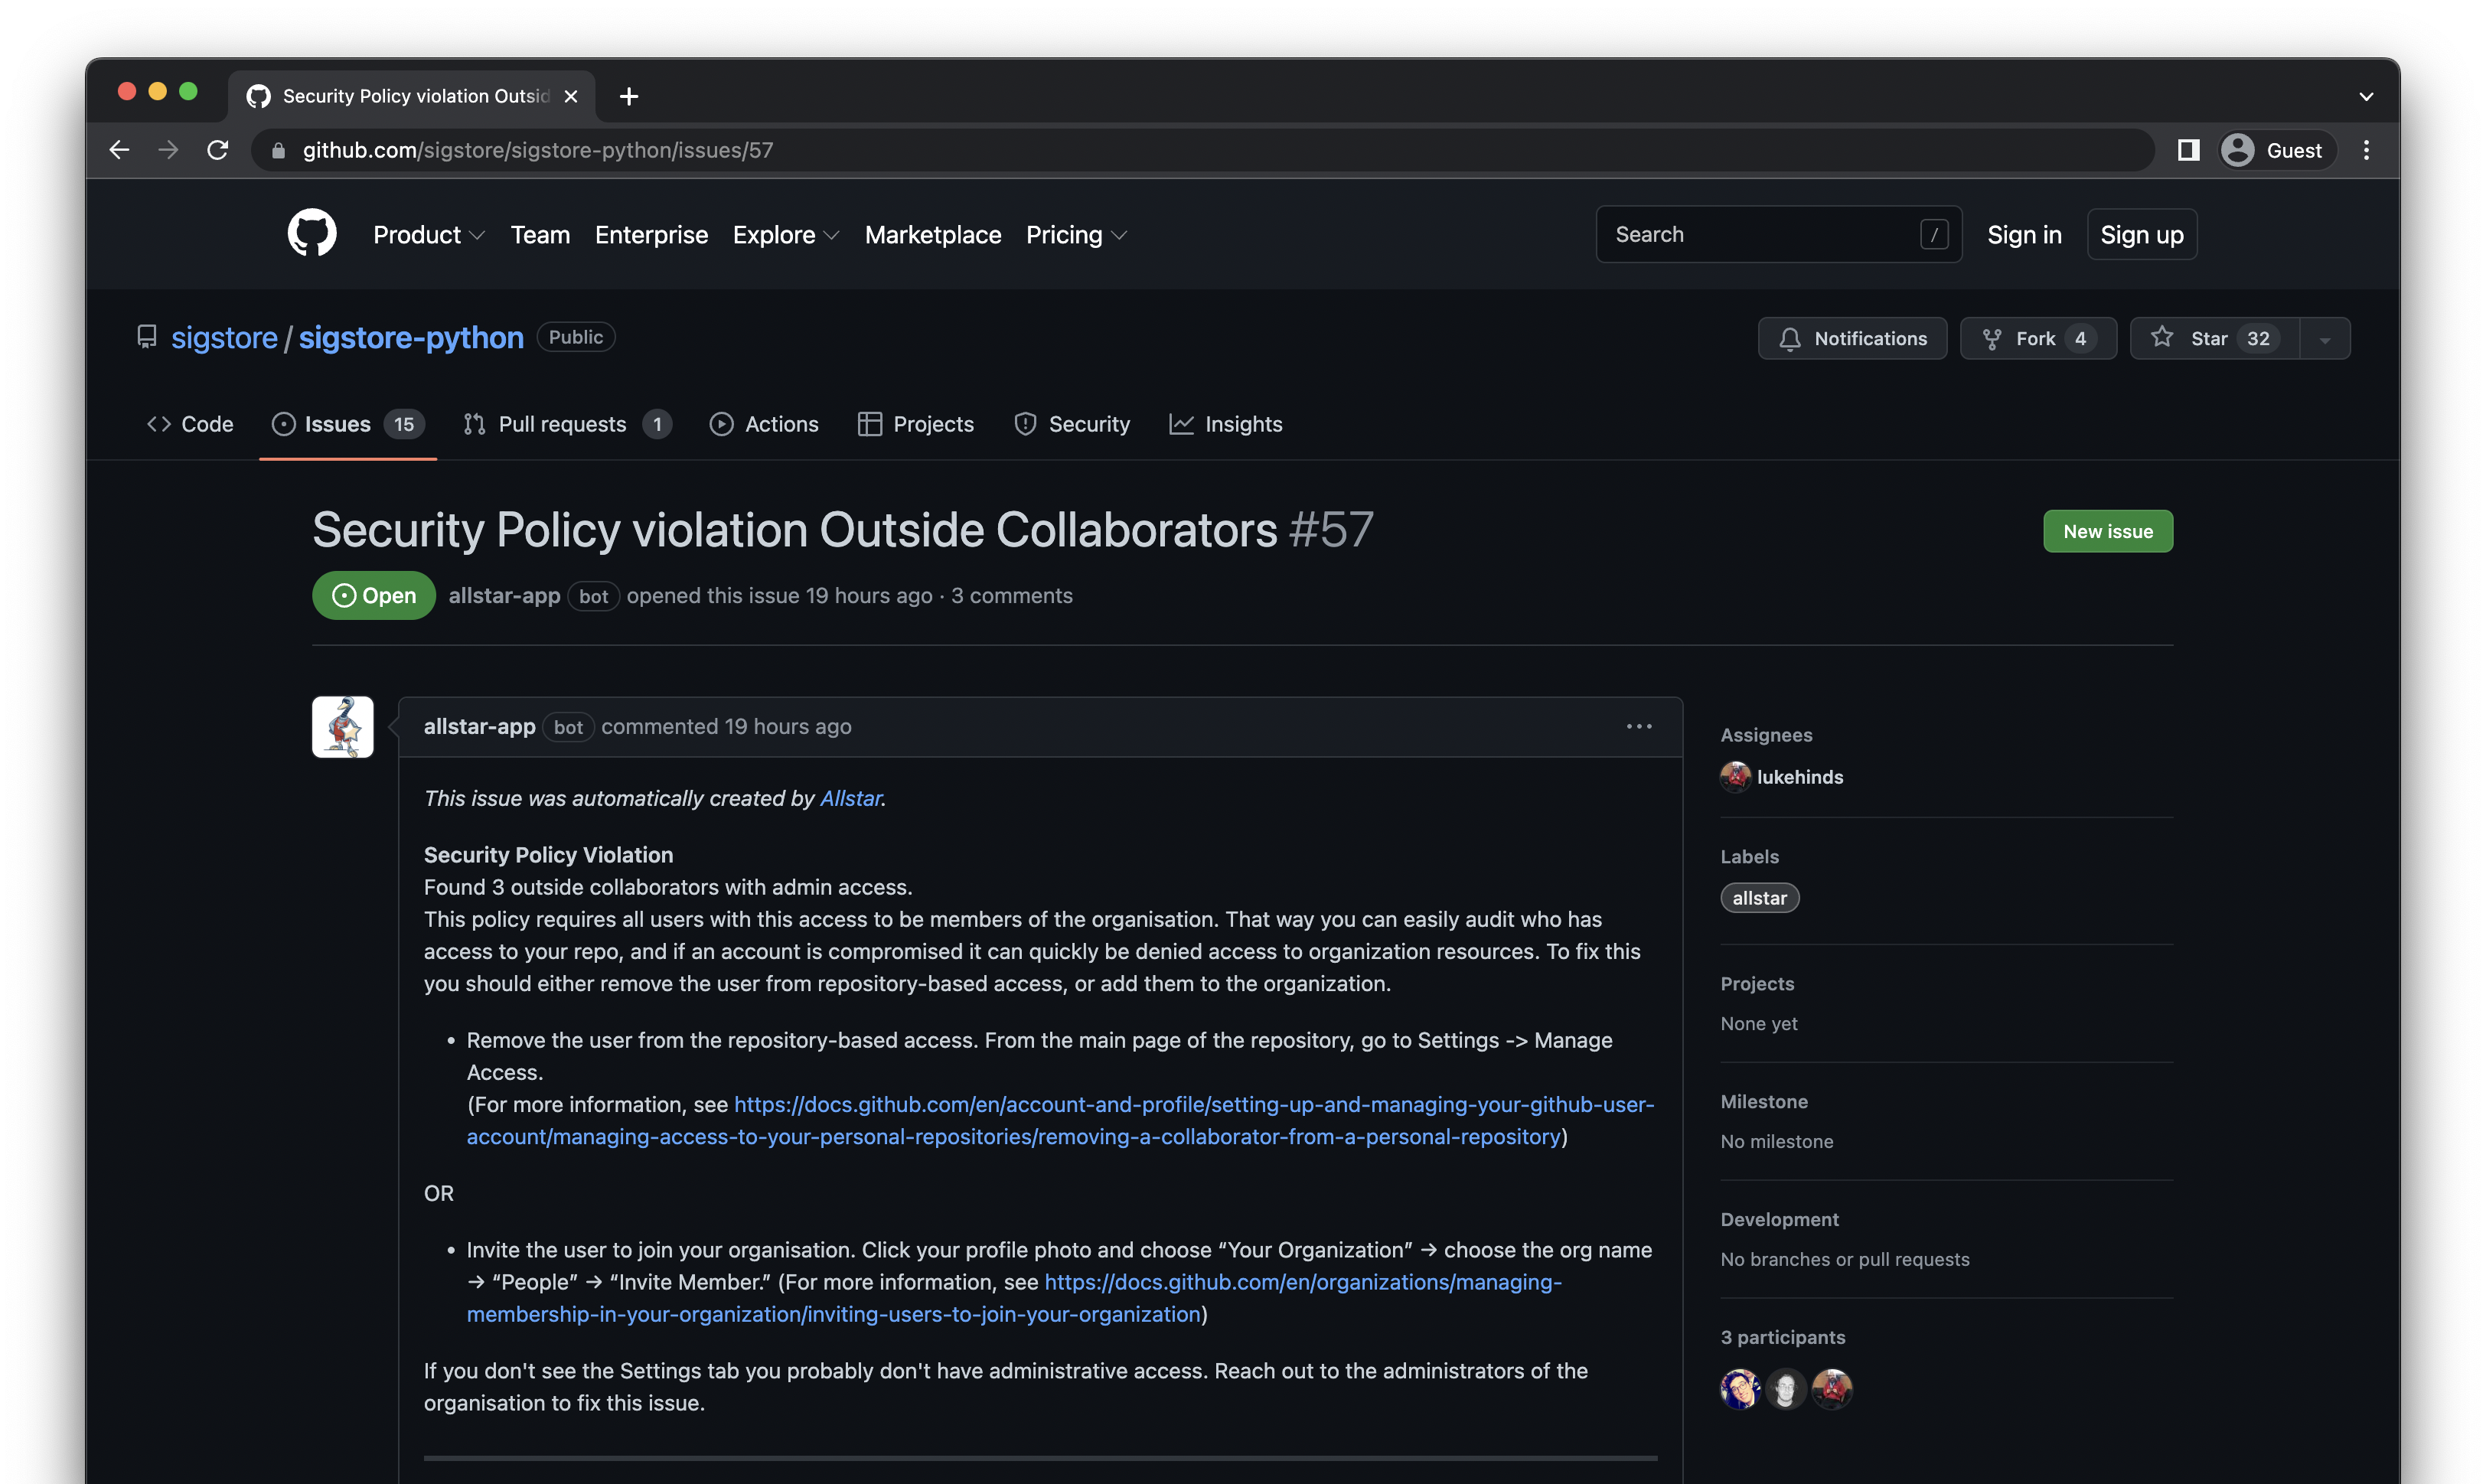 Security Policy violation Outsid
github.com/sigstore/sigstore-python/issues/57
Guest
Product Team Enterprise Explore Marketplace Pricing
Search /
Sign in Sign up
sigstore / sigstore-python Public
Notifications Fork 4 Star 32
Code Issues 15 Pull requests 1 Actions Projects Security Insights
Security Policy violation Outside Collaborators #57
New issue
Open allstar-app bot opened this issue 19 hours ago · 3 comments
allstar-app bot commented 19 hours ago
This issue was automatically created by Allstar.
Security Policy Violation
Found 3 outside collaborators with admin access.
This policy requires all users with this access to be members of the organisation. That way you can easily audit who has
access to your repo, and if an account is compromised it can quickly be denied access to organization resources. To fix this
you should either remove the user from repository-based access, or add them to the organization.
• Remove the user from the repository-based access. From the main page of the repository, go to Settings -> Manage
Access.
(For more information, see https://docs.github.com/en/account-and-profile/setting-up-and-managing-your-github-user-
account/managing-access-to-your-personal-repositories/removing-a-collaborator-from-a-personal-repository)
OR
• Invite the user to join your organisation. Click your profile photo and choose “Your Organization” → choose the org name
→ “People” → “Invite Member.” (For more information, see https://docs.github.com/en/organizations/managing-
membership-in-your-organization/inviting-users-to-join-your-organization)
If you don't see the Settings tab you probably don't have administrative access. Reach out to the administrators of the
organisation to fix this issue.
Assignees
lukehinds
Labels
allstar
Projects
None yet
Milestone
No milestone
Development
No branches or pull requests
3 participants